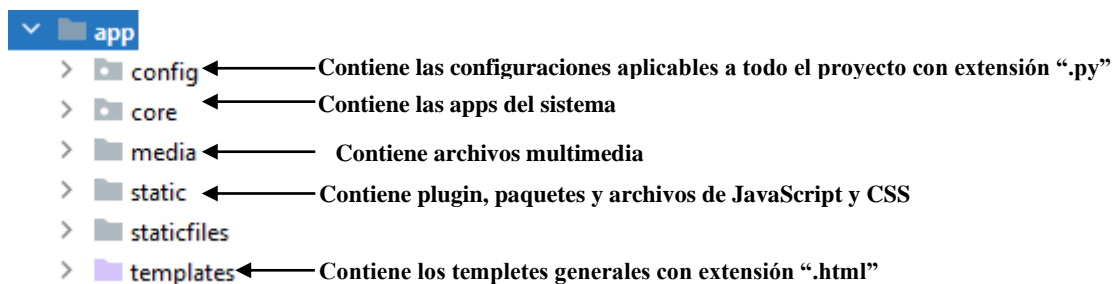 app
config Contiene las configuraciones aplicables a todo el proyecto con extensión “.py”
core Contiene las apps del sistema
media Contiene archivos multimedia
static Contiene plugin, paquetes y archivos de JavaScript y CSS
staticfiles
templates Contiene los templetes generales con extensión “.html”